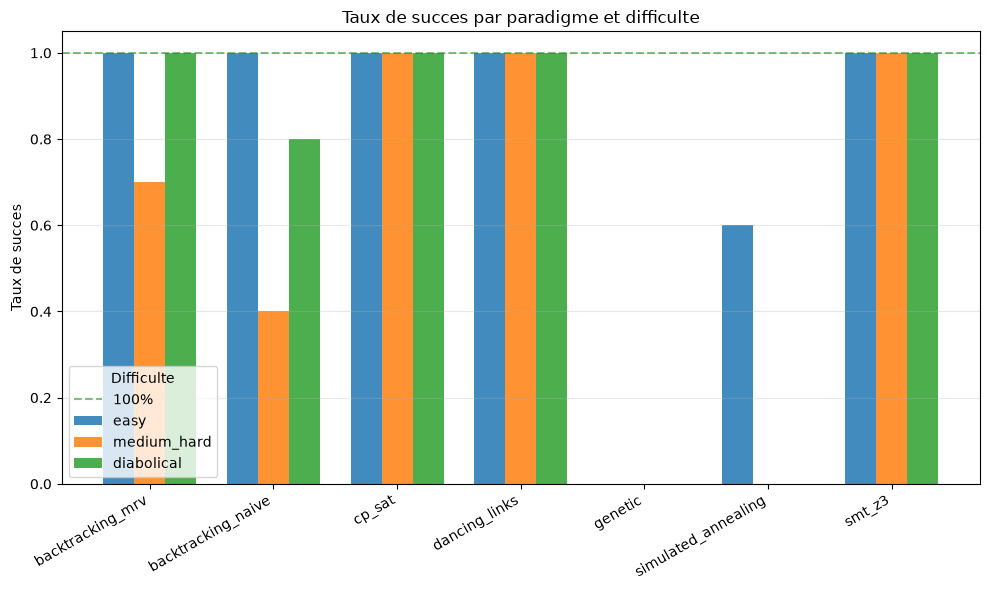 Taux de succes par paradigme et difficulte
Taux de succes
1.0
0.8
0.6
0.4
0.2
0.0
Difficulte
100%
easy
medium_hard
diabolical
backtracking_mrv
backtracking_naive
cp_sat
dancing_links
genetic
simulated_annealing
smt_z3